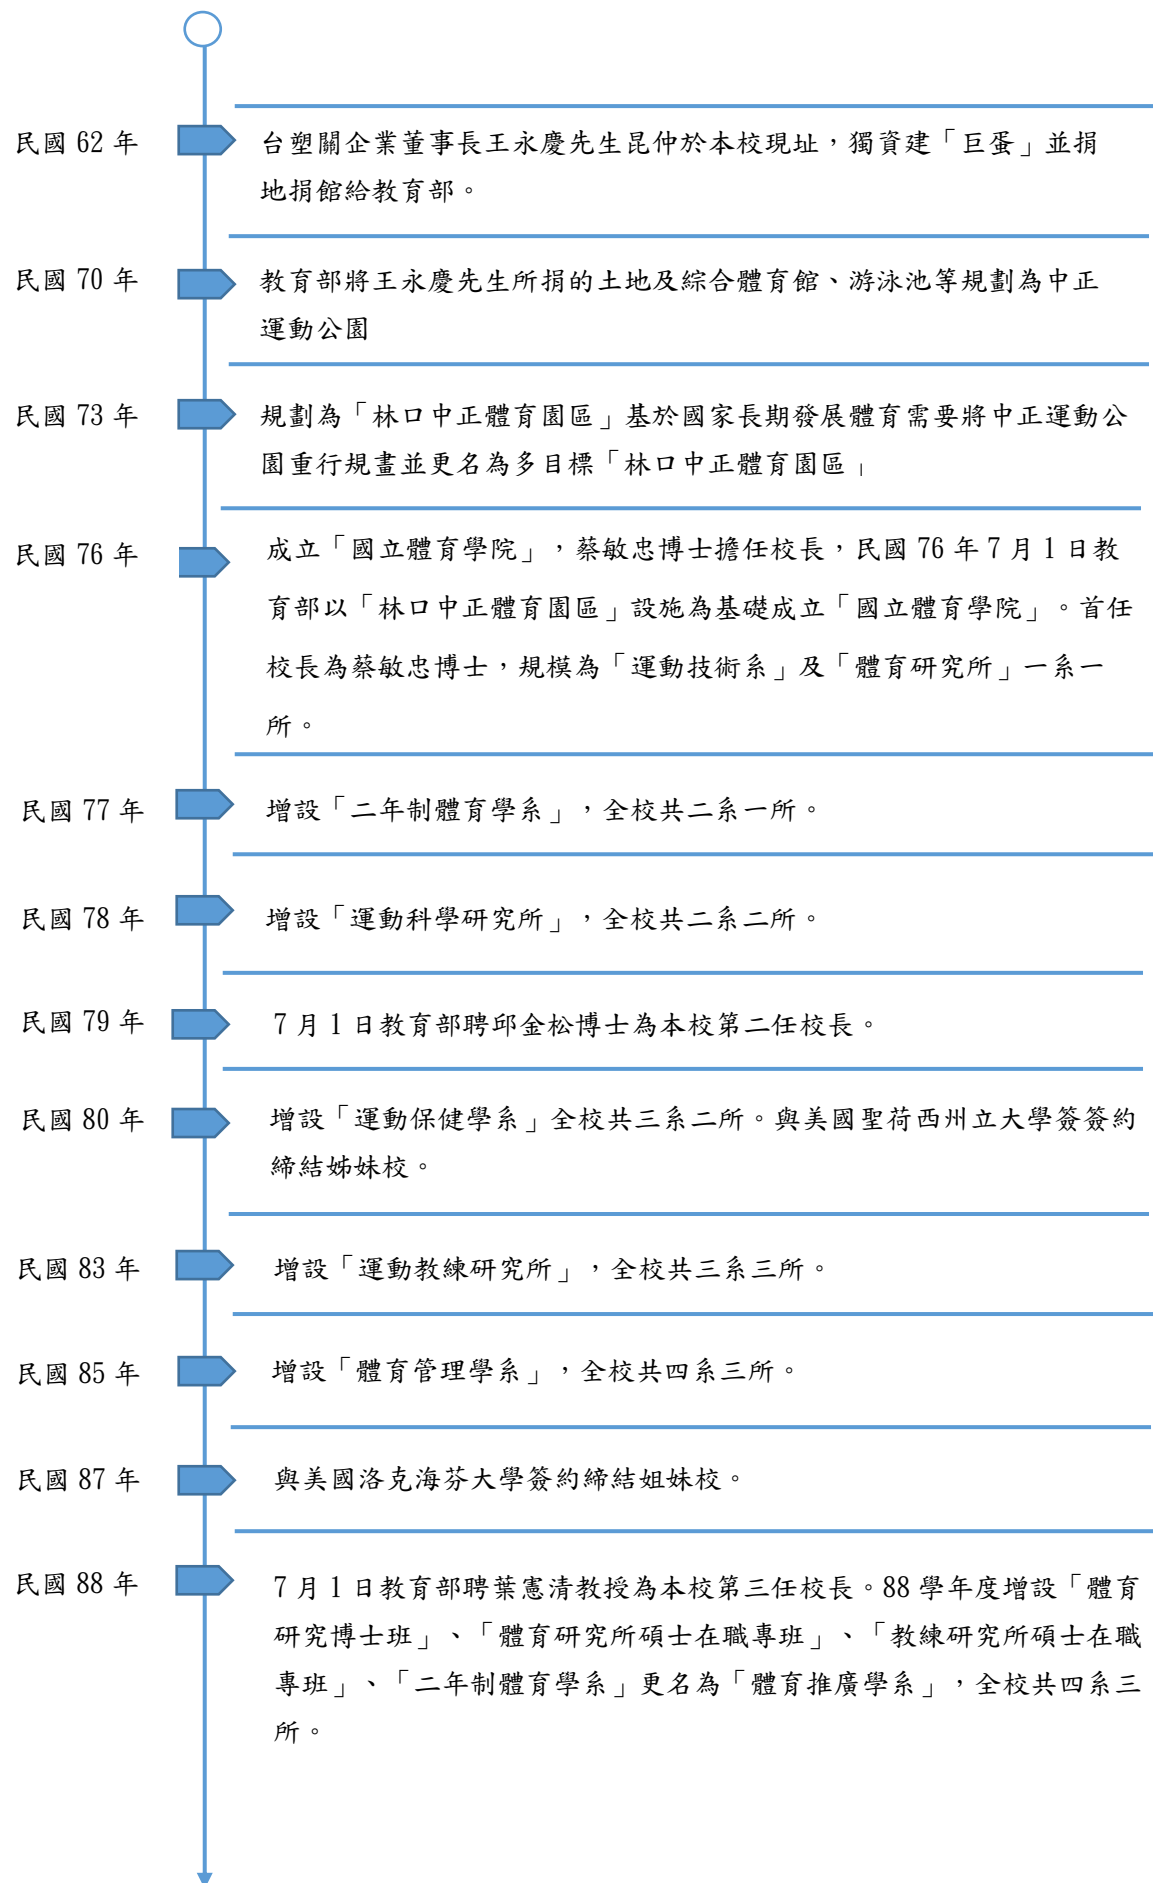 民國 62 年
台塑關企業董事長王永慶先生昆仲於本校現址，獨資建「巨蛋」並捐
地捐館給教育部。
民國 70 年
教育部將王永慶先生所捐的土地及綜合體育館、游泳池等規劃為中正
運動公園
民國 73 年
規劃為「林口中正體育園區」基於國家長期發展體育需要將中正運動公
園重行規畫並更名為多目標「林口中正體育園區」
民國 76 年
成立「國立體育學院」，蔡敏忠博士擔任校長，民國 76 年 7 月 1 日教
育部以「林口中正體育園區」設施為基礎成立「國立體育學院」。首任
校長為蔡敏忠博士，規模為「運動技術系」及「體育研究所」一系一
所。
民國 77 年
增設「二年制體育學系」，全校共二系一所。
民國 78 年
增設「運動科學研究所」，全校共二系二所。
民國 79 年
7 月 1 日教育部聘邱金松博士為本校第二任校長。
民國 80 年
增設「運動保健學系」全校共三系二所。與美國聖荷西州立大學簽簽約
締結姊妹校。
民國 83 年
增設「運動教練研究所」，全校共三系三所。
民國 85 年
增設「體育管理學系」，全校共四系三所。
民國 87 年
與美國洛克海芬大學簽約締結姐妹校。
民國 88 年
7 月 1 日教育部聘葉憲清教授為本校第三任校長。88 學年度增設「體育
研究博士班」、「體育研究所碩士在職專班」、「教練研究所碩士在職
專班」、「二年制體育學系」更名為「體育推廣學系」，全校共四系三
所。